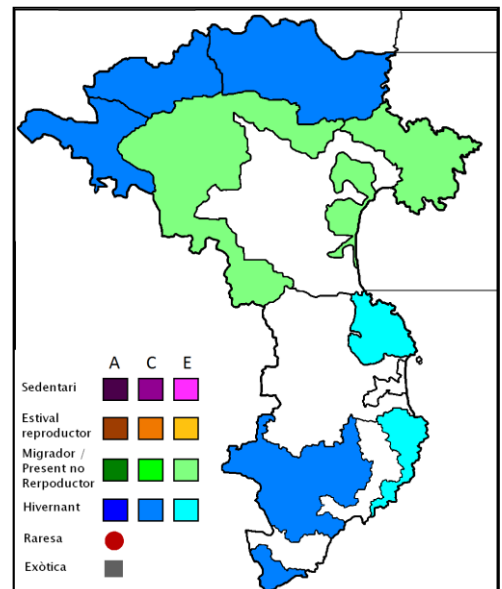 A C E
Sedentari
Estival
reproductor
Migrador /
Present no
Rerpoductor
Hivernant
Raresa
Exòtica